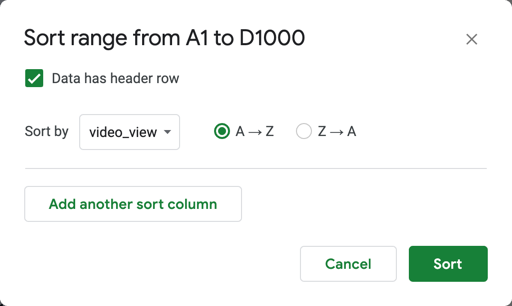 Sort range from A1 to D1000
Data has header row
Sort by video_view A → Z Z → A
Add another sort column
Cancel Sort